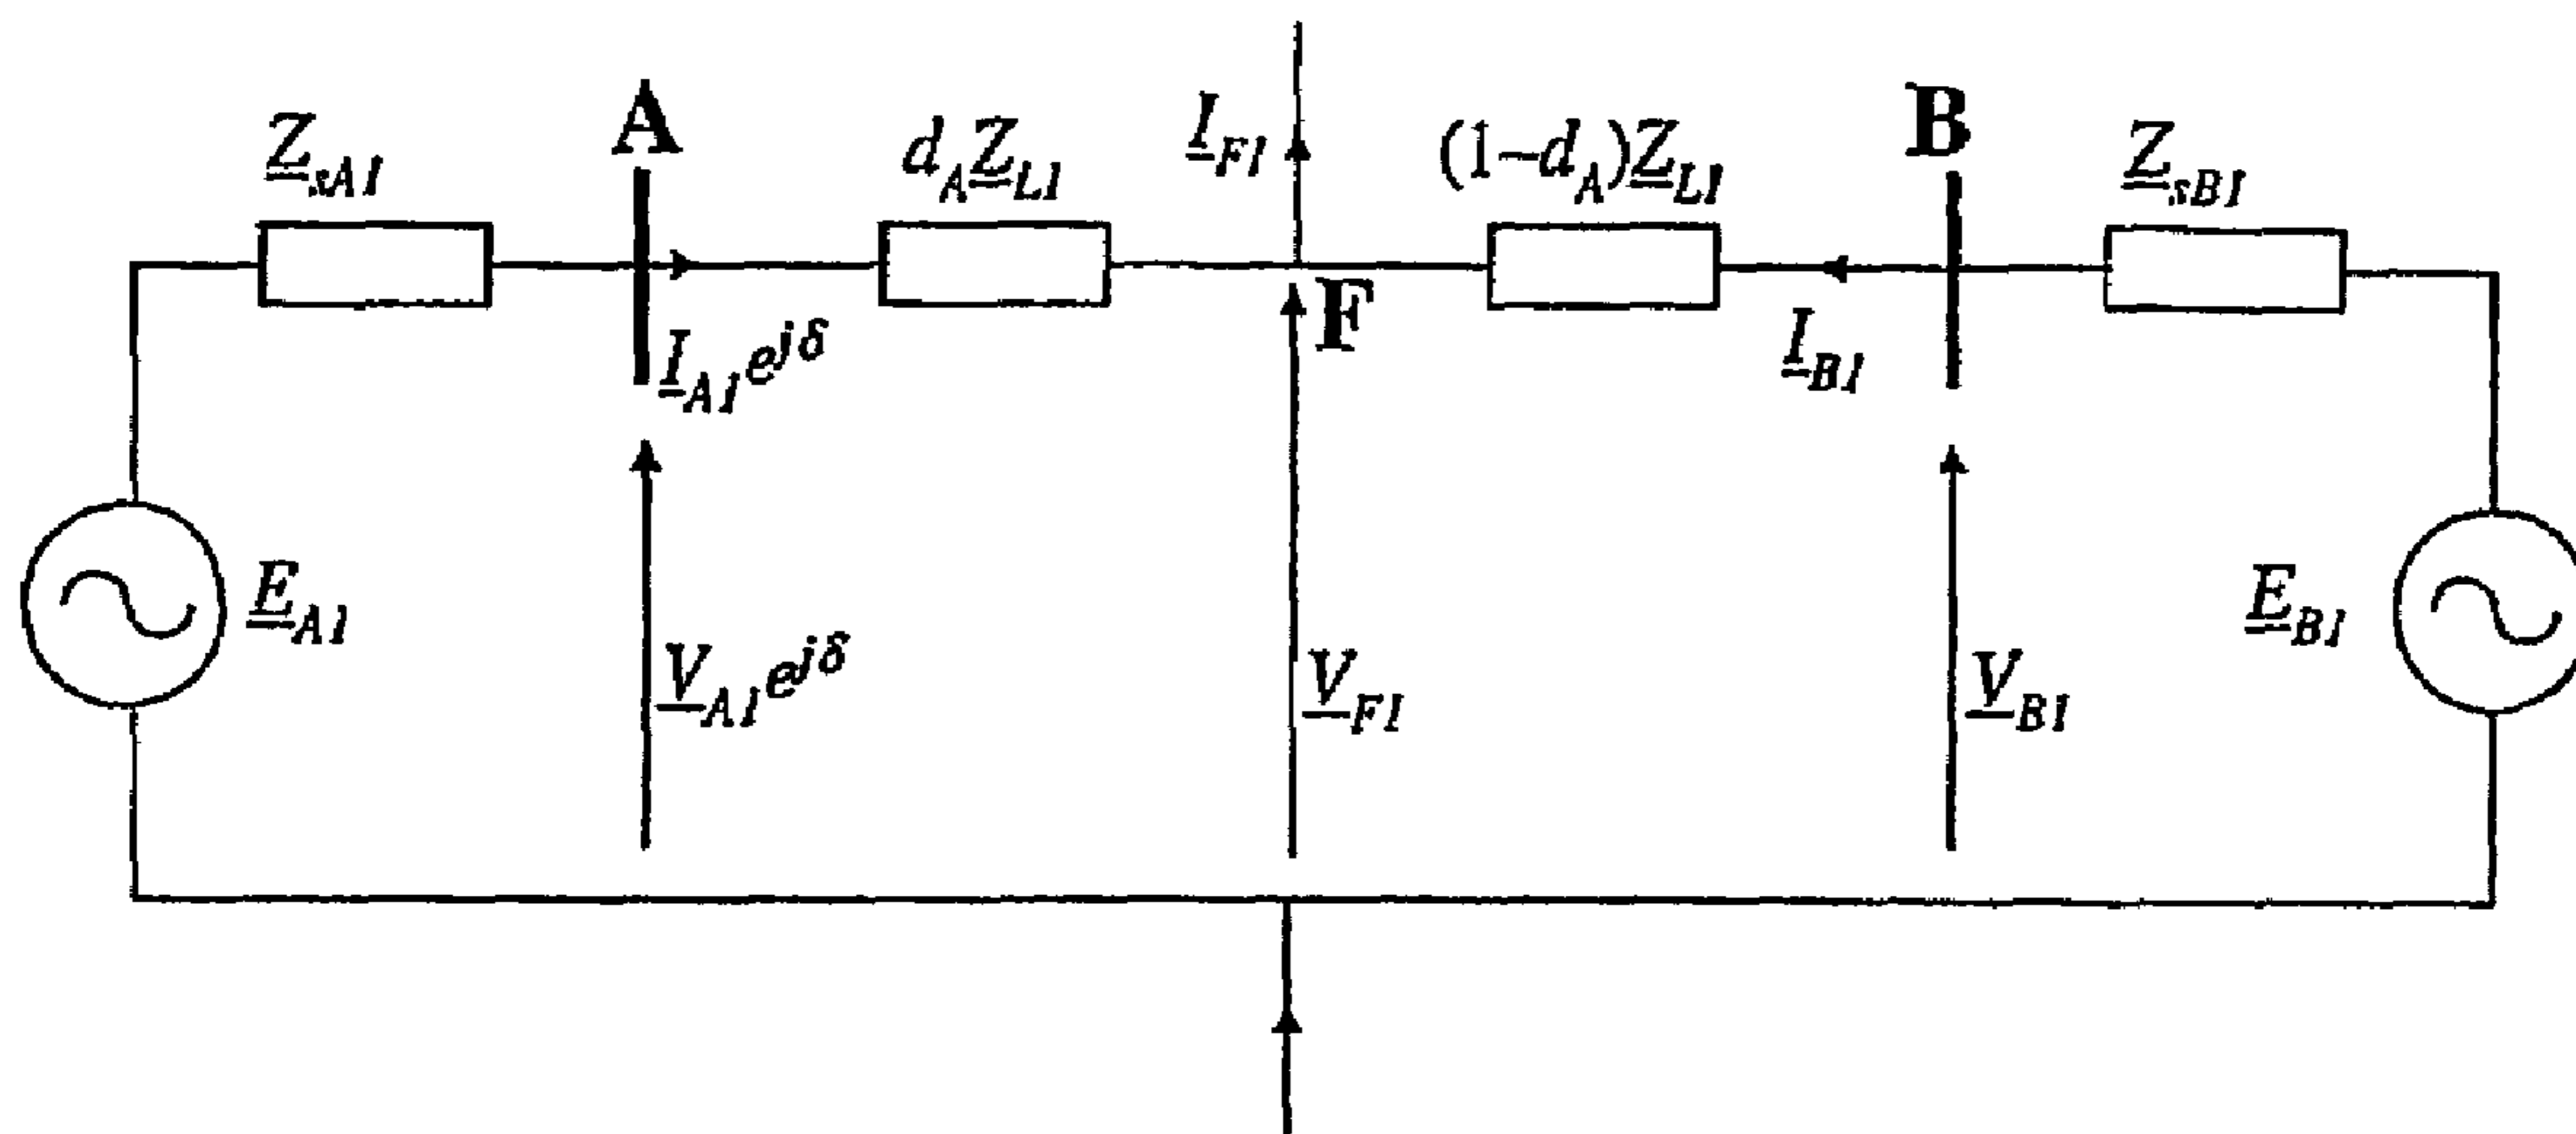 Z_sA1
A
d_A Z_L1
I_F1
(1-d_A)Z_L1
B
Z_sB1
F
I_A1 e^jδ
I_B1
E_A1
V_A1 e^jδ
V_F1
V_B1
E_B1